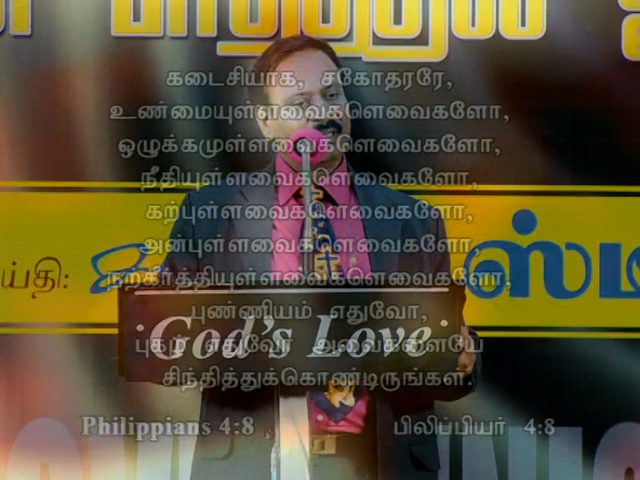 கடைசியாக, சகோதரரே,
உண்மையுள்ளவைகளெவைகளோ,
ஒழுக்கமுள்ளவைகளெவைகளோ,
நீதியுள்ளவைகளெவைகளோ,
கற்புள்ளவைகளெவைகளோ,
அன்புள்ளவைகளெவைகளோ
ஸ்டீ
ய்தி:
நற்கீர்த்தியுள்ளவைகளெவைகளோ,
புண்ணியம் எதுவோ,
God's Love
புகழ் எதுவோ அவைகளையே
சிந்தித்துக்கொண்டிருங்கள்.
Philippians 4:8 பிலிப்பியர் 4:8